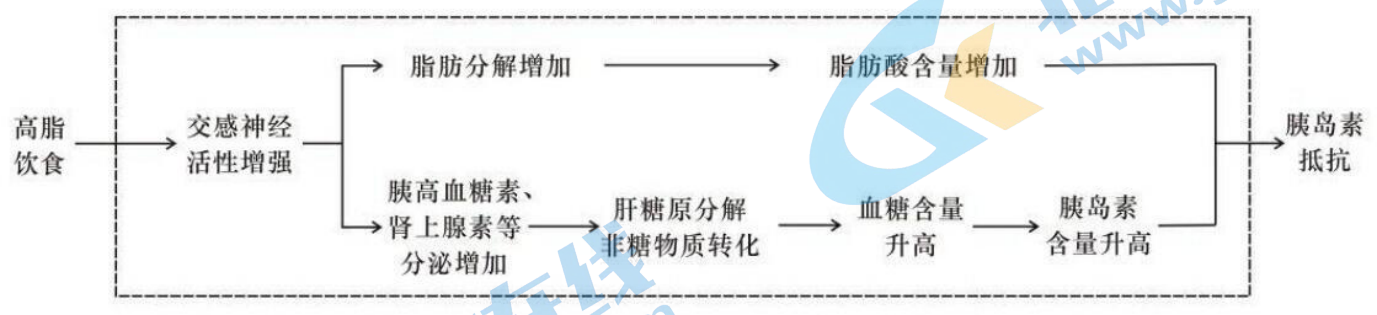 高脂
饮食
交感神经
活性增强
脂肪分解增加
脂肪酸含量增加
胰高血糖素、
肾上腺素等
分泌增加
肝糖原分解
非糖物质转化
血糖含量
升高
胰岛素
含量升高
胰岛素
抵抗
在线
www.